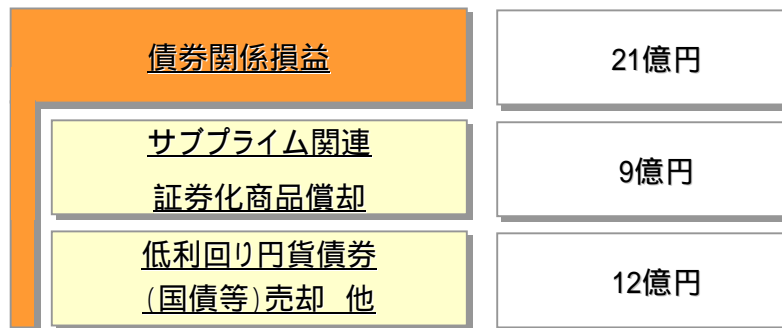 債券関係損益
21億円
サブプライム関連
証券化商品償却
9億円
低利回り円貨債券
(国債等)売却 他
12億円